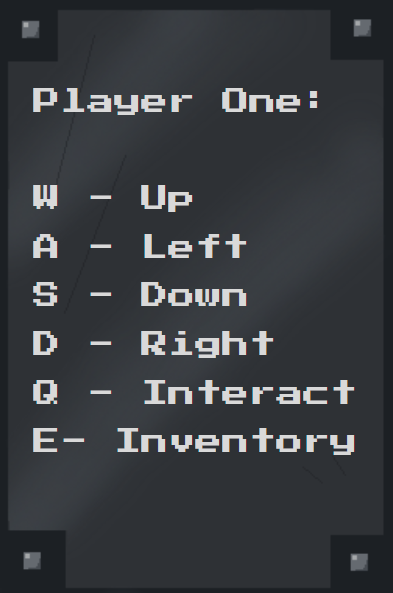 Player One:
W - Up
A - Left
S - Down
D - Right
Q - Interact
E- Inventory